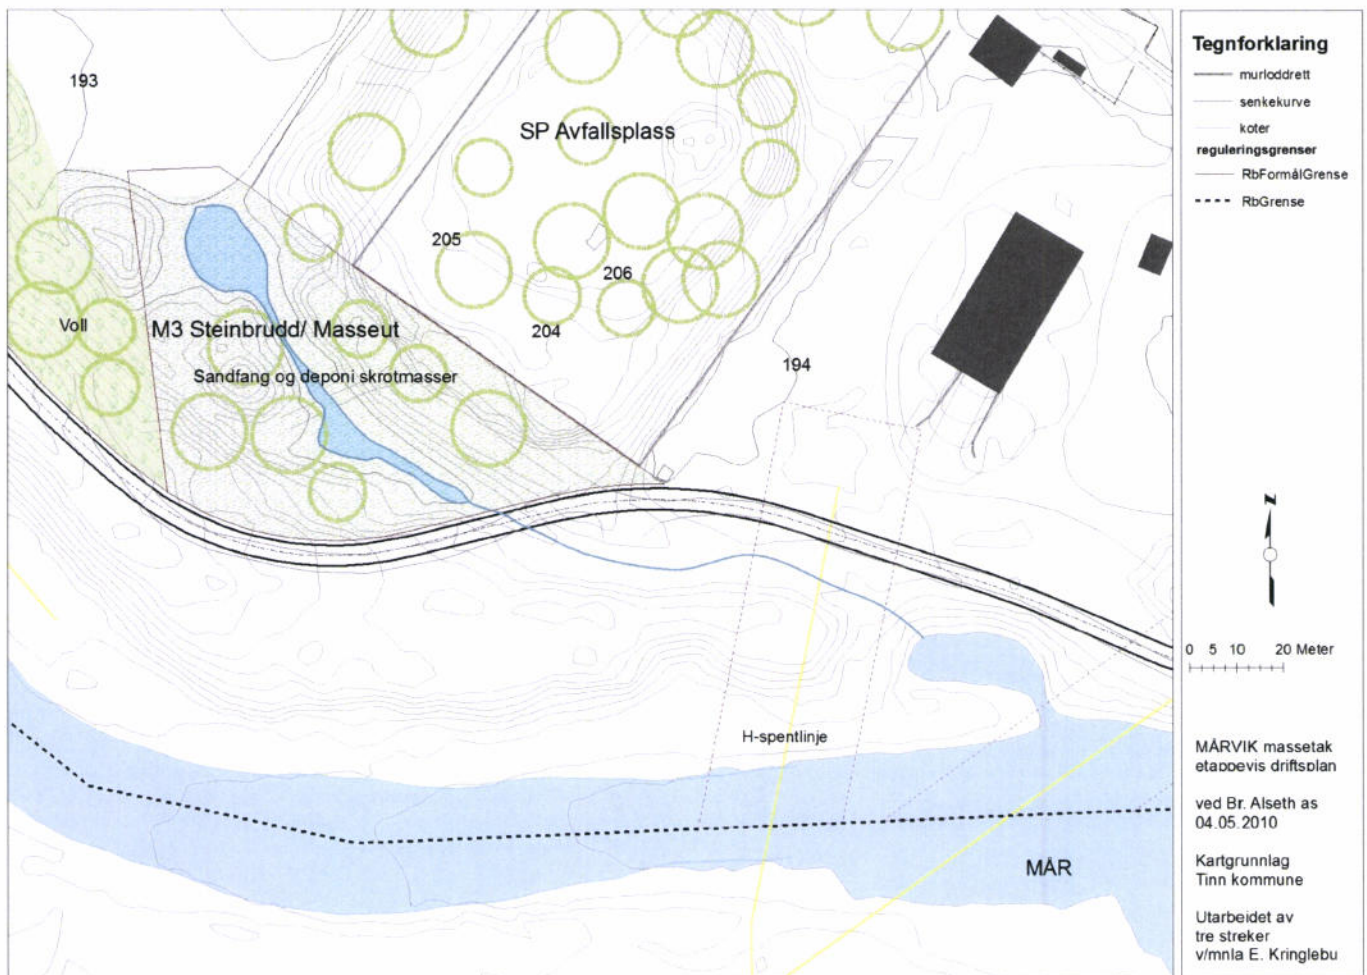 193
SP Avfallsplass
205
206
204
194
Voll
M3 Steinbrudd/ Masseut
Sandfang og deponi skrotmasser
H-spentlinje
MÅR
Tegnforklaring
murloddrett
senkekurve
koter
reguleringsgrenser
RbFormålGrense
RbGrense
N
0 5 10 20 Meter
MÅRVIK massetak
etappevis driftsplan
ved Br. Alseth as
04.05.2010
Kartgrunnlag
Tinn kommune
Utarbeidet av
tre streker
v/mnla E. Kringlebu